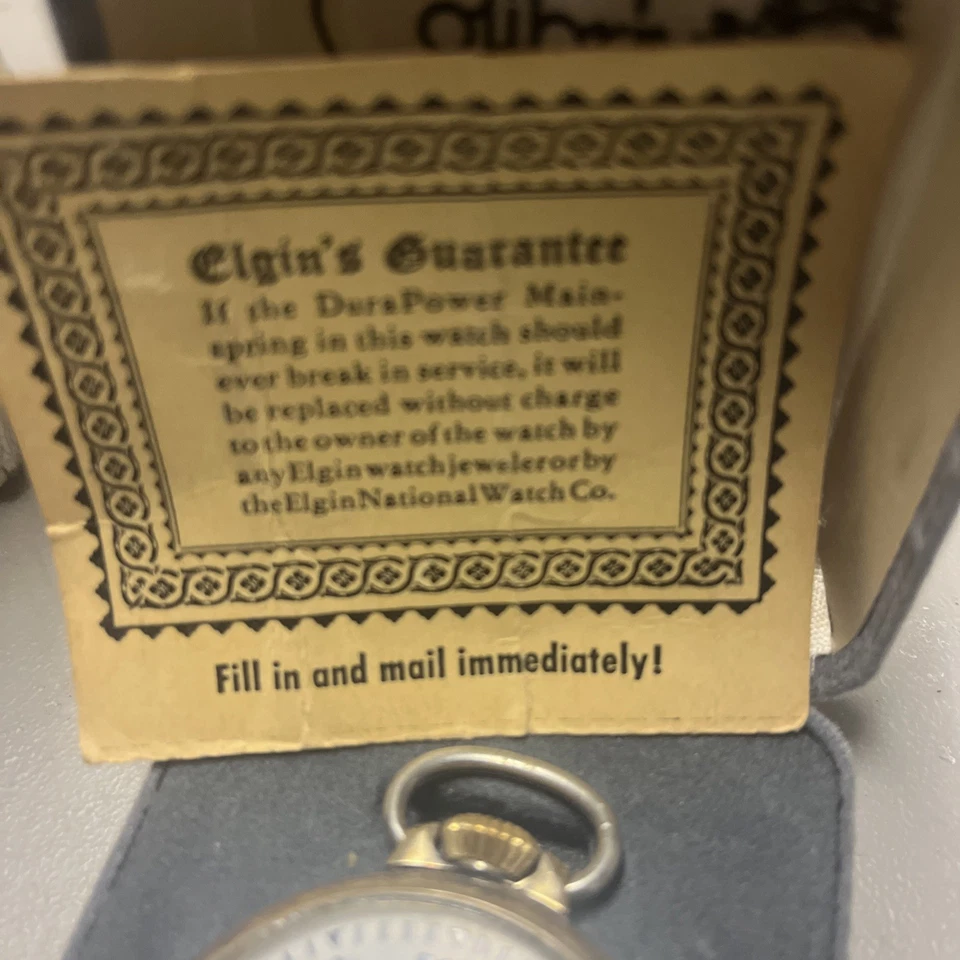 Elgin's Guarantee
If the DuraPower Main-
spring in this watch should
ever break in service, it will
be replaced without charge
to the owner of the watch by
any Elgin watch jeweler or by
the Elgin National Watch Co.
Fill in and mail immediately!